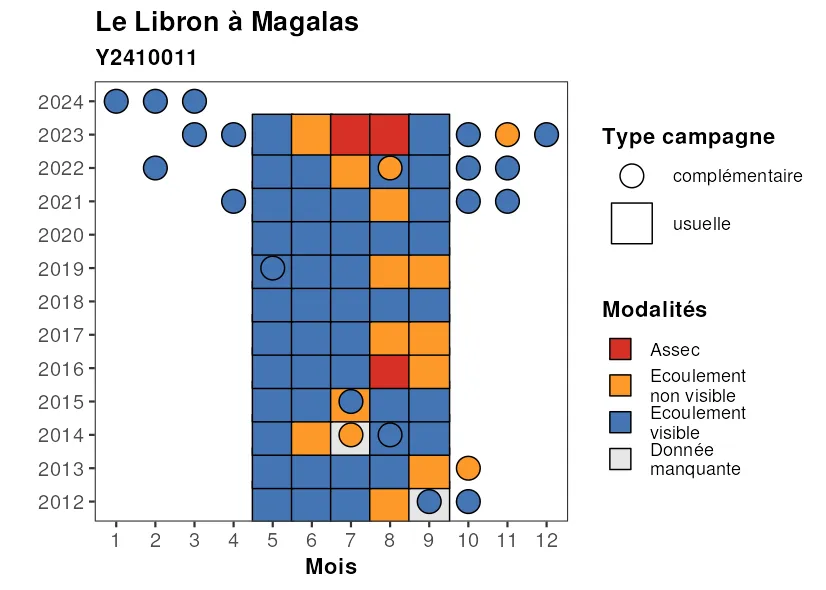 Le Libron à Magalas
Y2410011
2024
2023
2022
2021
2020
2019
2018
2017
2016
2015
2014
2013
2012
1 2 3 4 5 6 7 8 9 10 11 12
Mois
Type campagne
complémentaire
usuelle
Modalités
Assec
Ecoulement
non visible
Ecoulement
visible
Donnée
manquante